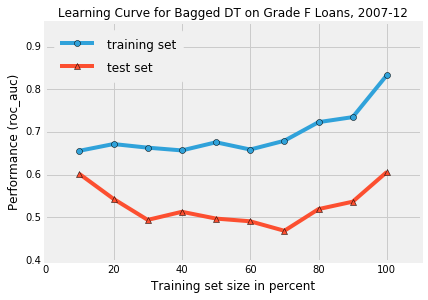 Learning Curve for Bagged DT on Grade F Loans, 2007-12
training set
test set
Performance (roc_auc)
0.9
0.8
0.7
0.6
0.5
0.4
0 20 40 60 80 100
Training set size in percent